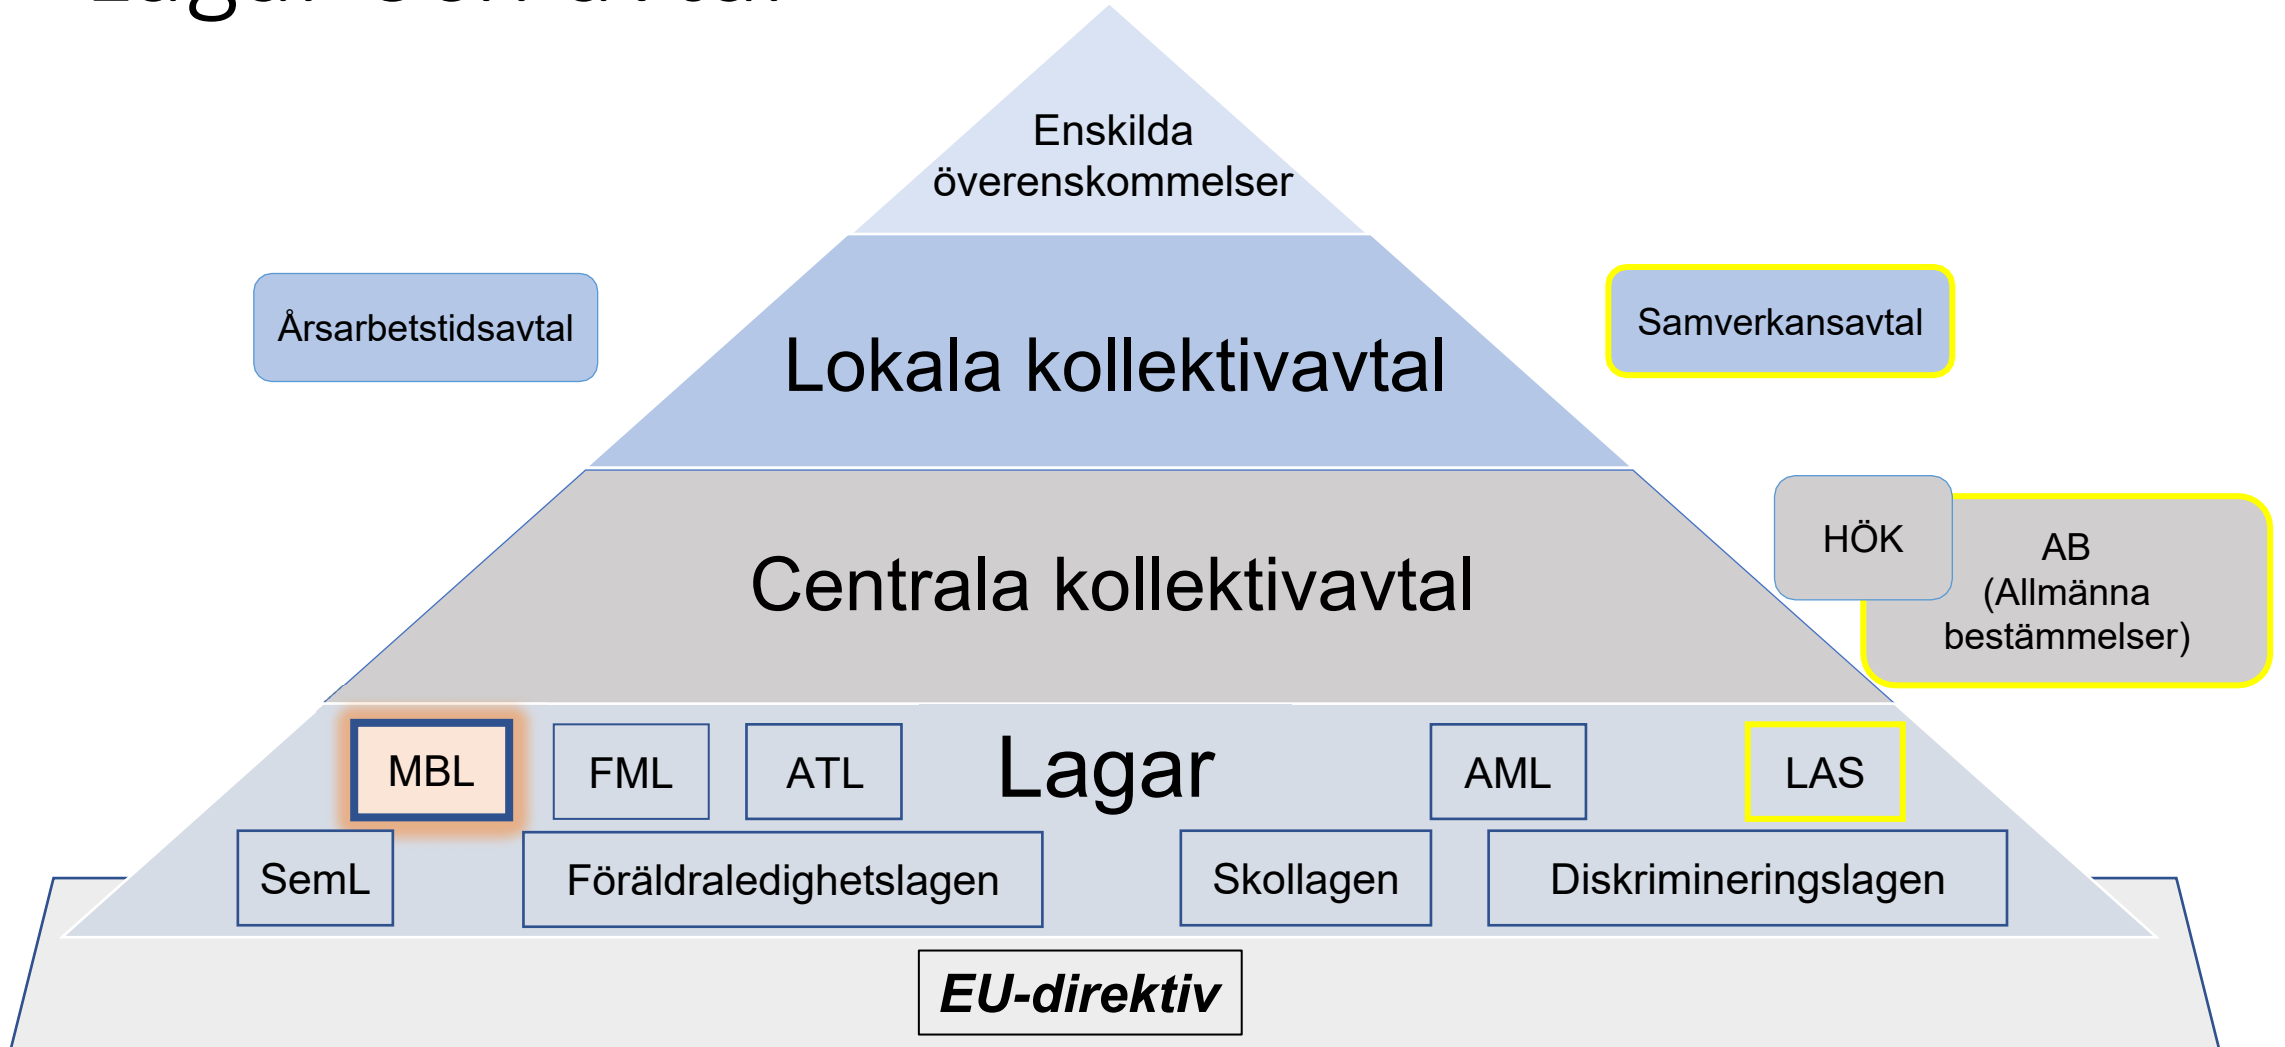 Enskilda
överenskommelser
Årsarbetstidsavtal
Samverkansavtal
Lokala kollektivavtal
HÖK
AB
(Allmänna
bestämmelser)
Centrala kollektivavtal
MBL
FML
ATL
Lagar
AML
LAS
SemL
Föräldraledighetslagen
Skollagen
Diskrimineringslagen
EU-direktiv